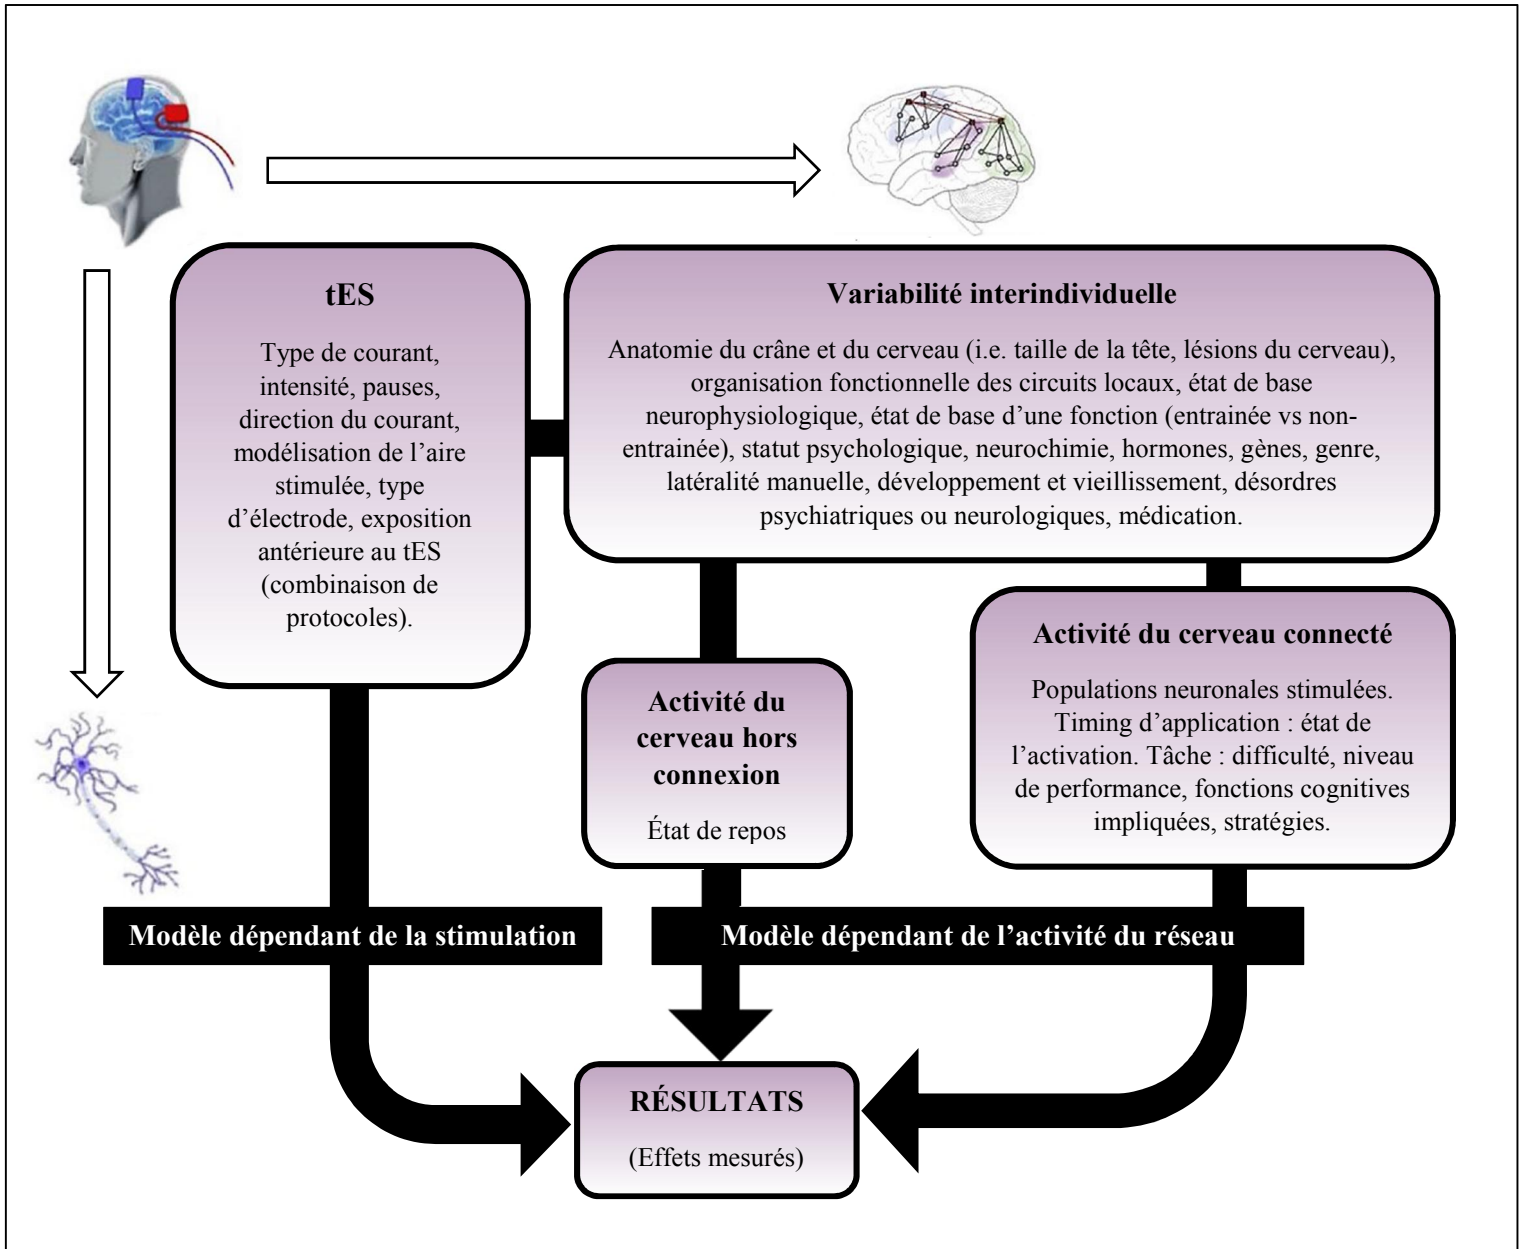 tES
Type de courant,
intensité, pauses,
direction du courant,
modélisation de l’aire
stimulée, type
d’électrode, exposition
antérieure au tES
(combinaison de
protocoles).
Variabilité interindividuelle
Anatomie du crâne et du cerveau (i.e. taille de la tête, lésions du cerveau),
organisation fonctionnelle des circuits locaux, état de base
neurophysiologique, état de base d’une fonction (entrainée vs non-
entrainée), statut psychologique, neurochimie, hormones, gènes, genre,
latéralité manuelle, développement et vieillissement, désordres
psychiatriques ou neurologiques, médication.
Activité du
cerveau hors
connexion
État de repos
Activité du cerveau connecté
Populations neuronales stimulées.
Timing d’application : état de
l’activation. Tâche : difficulté, niveau
de performance, fonctions cognitives
impliquées, stratégies.
Modèle dépendant de la stimulation
Modèle dépendant de l’activité du réseau
RÉSULTATS
(Effets mesurés)